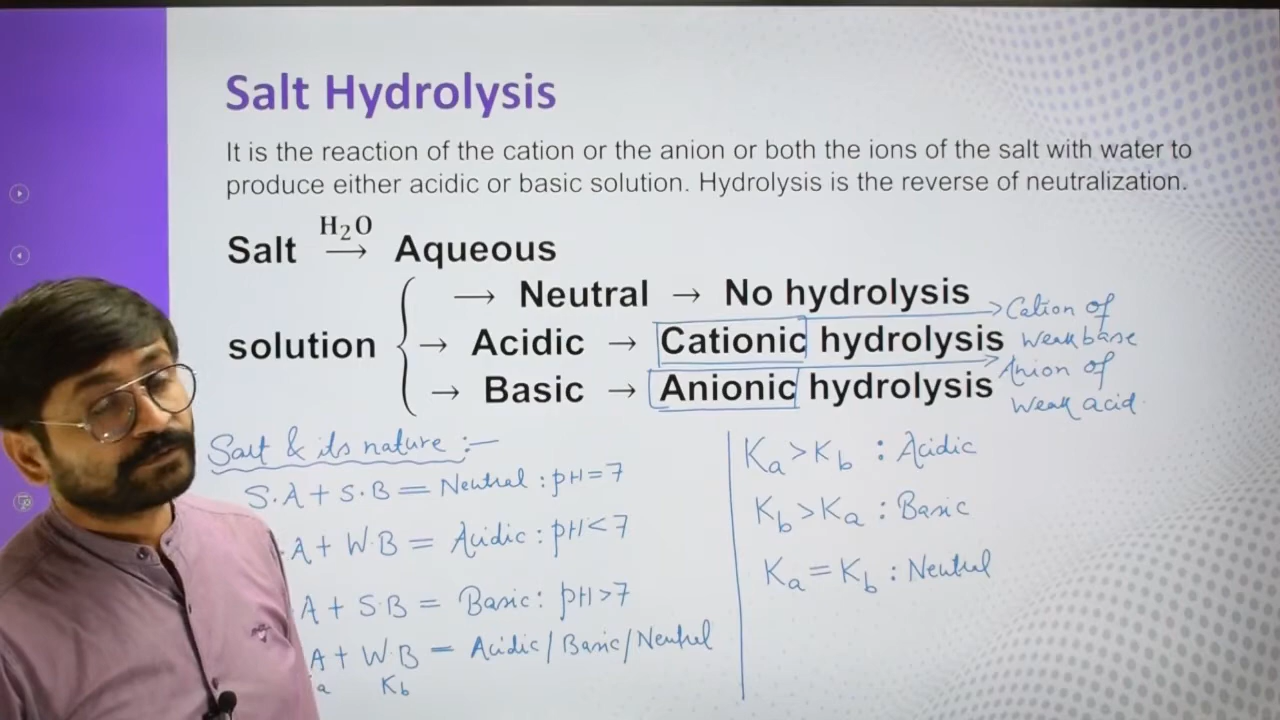 Salt Hydrolysis
It is the reaction of the cation or the anion or both the ions of the salt with water to
produce either acidic or basic solution. Hydrolysis is the reverse of neutralization.
Salt H₂O → Aqueous
→ Neutral → No hydrolysis
solution { → Acidic → Cationic hydrolysis → Cation of
weak base
→ Basic → Anionic hydrolysis → Anion of
weak acid
Salt & its nature :-
S.A + S.B = Neutral : pH = 7
.A + W.B = Acidic : pH < 7
A + S.B = Basic : pH > 7
A + W.B = Acidic/Basic/Neutral
a Kb
Ka > Kb : Acidic
Kb > Ka : Basic
Ka = Kb : Neutral